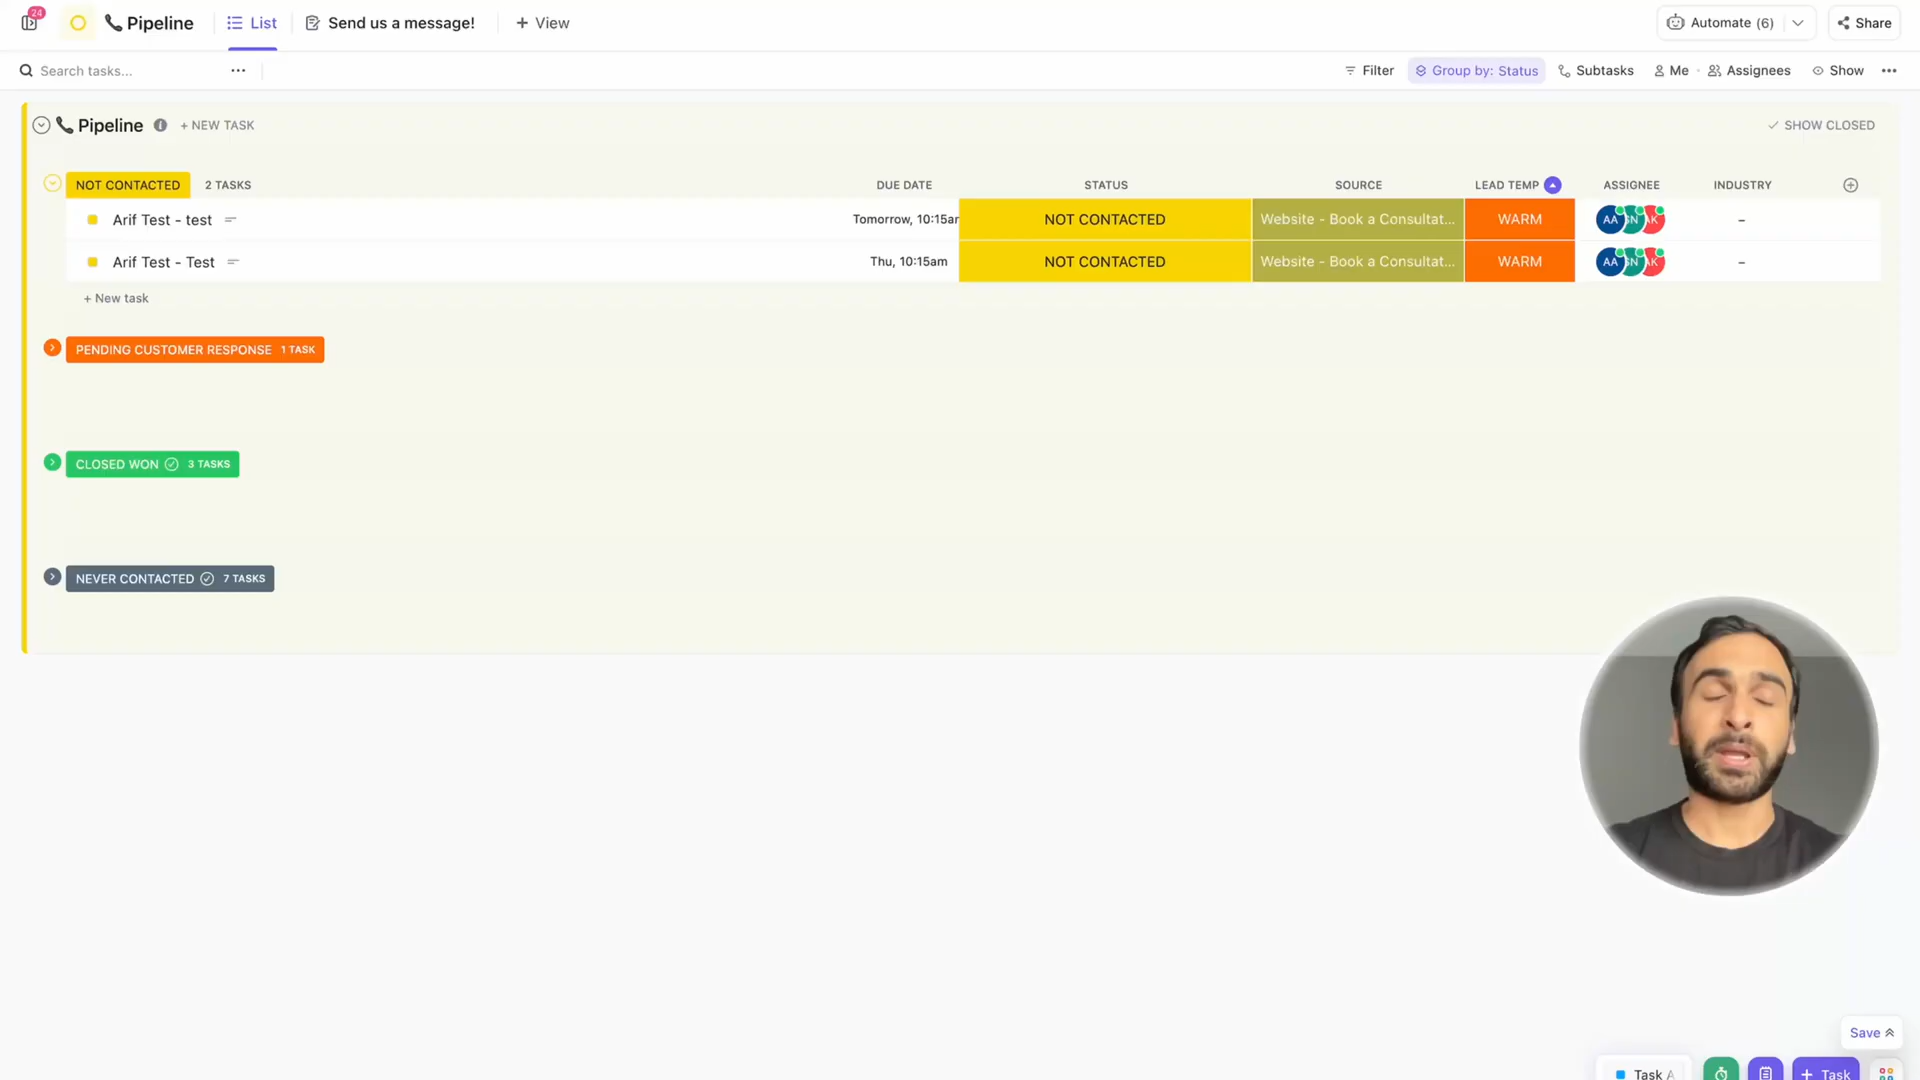 24
Pipeline
List
Send us a message!
+ View
Automate (6)
Share
Search tasks...
Filter
Group by: Status
Subtasks
Me
Assignees
Show
Pipeline
+ NEW TASK
SHOW CLOSED
NOT CONTACTED
2 TASKS
DUE DATE
STATUS
SOURCE
LEAD TEMP
ASSIGNEE
INDUSTRY
Arif Test - test
Tomorrow, 10:15am
NOT CONTACTED
Website - Book a Consultat...
WARM
AA
–
Arif Test - Test
Thu, 10:15am
NOT CONTACTED
Website - Book a Consultat...
WARM
AA
–
+ New task
PENDING CUSTOMER RESPONSE 1 TASK
CLOSED WON 3 TASKS
NEVER CONTACTED 7 TASKS
Save
Task
+ Task